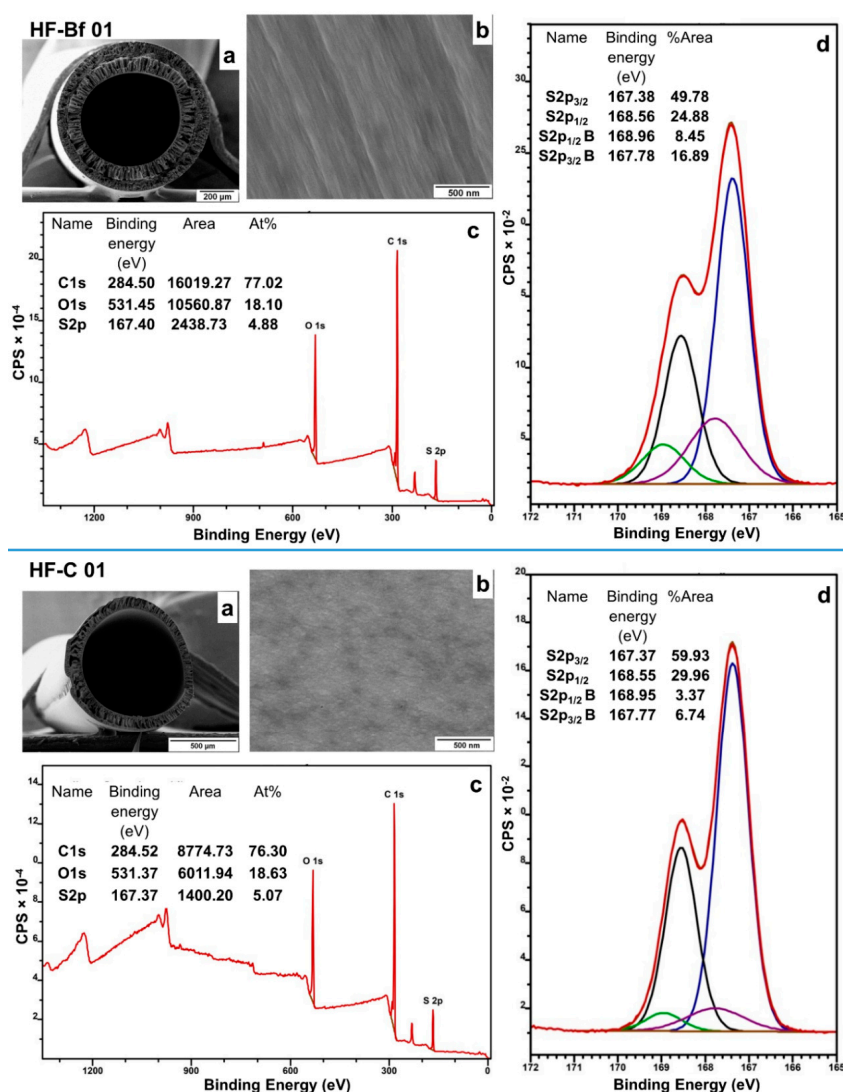 HF-Bf 01
a
200 µm
b
500 nm
c
Name Binding energy (eV) Area At%
C1s 284.50 16019.27 77.02
O1s 531.45 10560.87 18.10
S2p 167.40 2438.73 4.88
C 1s
O 1s
S 2p
20
15
20
5
CPS × 10-4
1200 900 600 300 0
Binding Energy (eV)
d
Name Binding energy (eV) %Area
S2p3/2 167.38 49.78
S2p1/2 168.56 24.88
S2p1/2 B 168.96 8.45
S2p3/2 B 167.78 16.89
30
25
0
5
10
5
2
CPS × 10-2
172 171 170 169 168 167 166 165
Binding Energy (eV)
HF-C 01
a
500 µm
b
500 nm
c
Name Binding energy (eV) Area At%
C1s 284.52 8774.73 76.30
O1s 531.37 6011.94 18.63
S2p 167.37 1400.20 5.07
C 1s
O 1s
S 2p
14
12
0
8
6
4
2
CPS × 10-4
1200 900 600 300 0
Binding Energy (eV)
d
Name Binding energy (eV) %Area
S2p3/2 167.37 59.93
S2p1/2 168.55 29.96
S2p1/2 B 168.95 3.37
S2p3/2 B 167.77 6.74
20
18
16
14
2
0
8
6
4
2
CPS × 10-2
172 171 170 169 168 167 166 165
Binding Energy (eV)